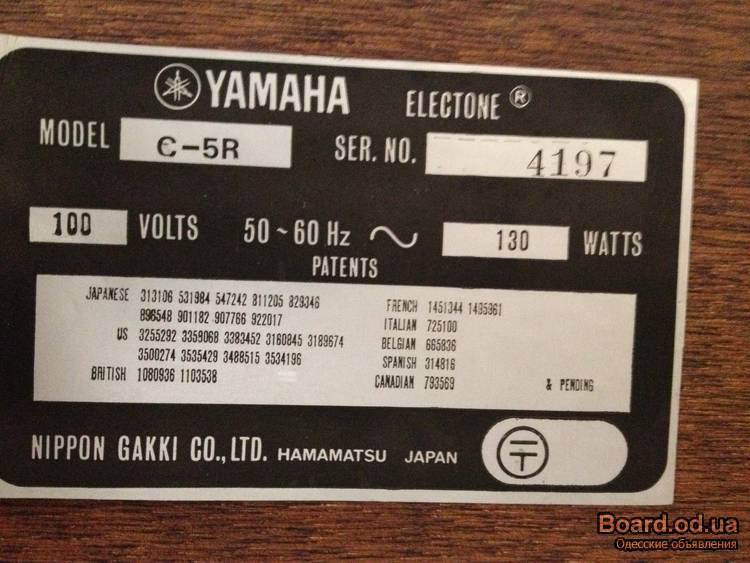 YAMAHA ELECTONE ®
MODEL C-5R SER. NO. 4197
100 VOLTS 50~60 Hz 130 WATTS
PATENTS
JAPANESE 313106 531984 547242 811205 829346
896548 901182 907766 922017
US 3255292 3359068 3383452 3160845 3189674
3500274 3535429 3488515 3534196
BRITISH 1080936 1103538
FRENCH 1451344 1495961
ITALIAN 725100
BELGIAN 665836
SPANISH 314816
CANADIAN 793569 & PENDING
NIPPON GAKKI CO., LTD. HAMAMATSU JAPAN 〒
Board.od.ua
Одесские объявления